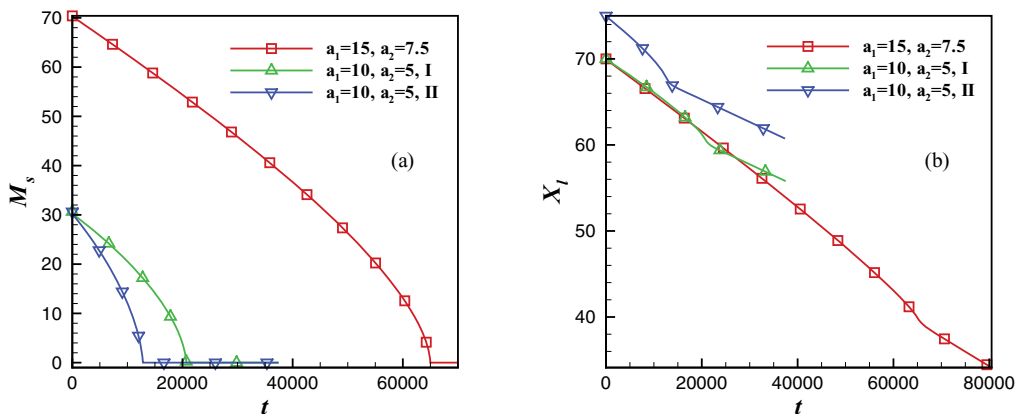 70
60
50
40
30
20
10
0
M_s
0
20000
40000
60000
t
a₁=15, a₂=7.5
a₁=10, a₂=5, I
a₁=10, a₂=5, II
(a)
70
60
50
40
X_l
0
20000
40000
60000
80000
t
a₁=15, a₂=7.5
a₁=10, a₂=5, I
a₁=10, a₂=5, II
(b)